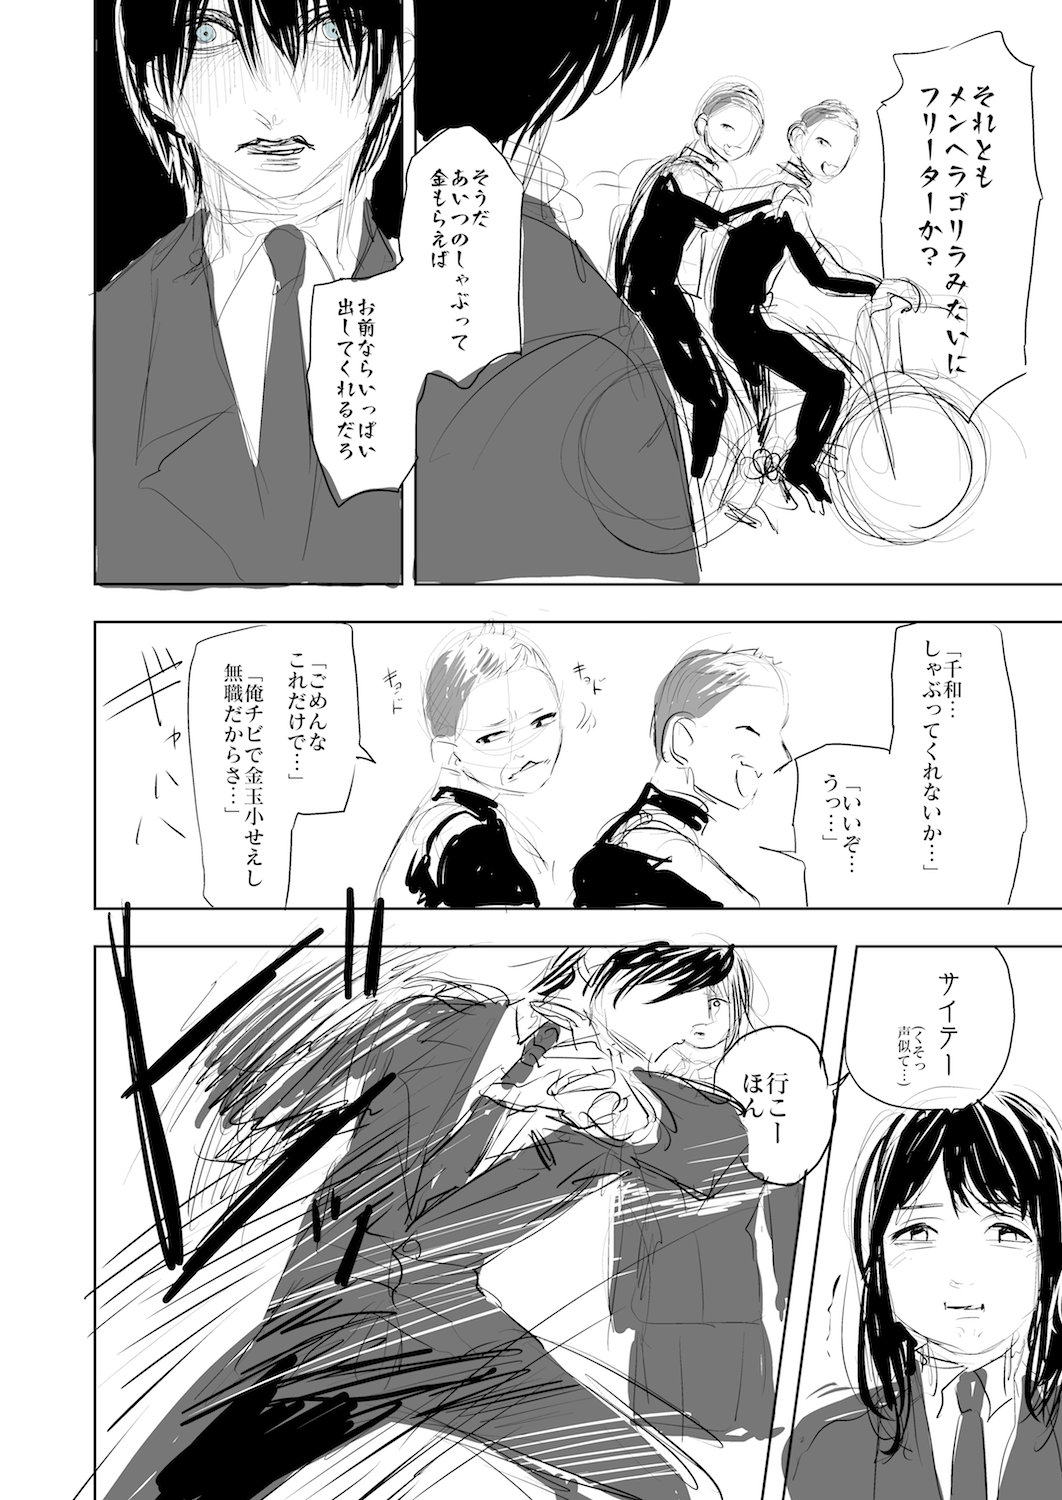 それとも
メンヘラゴリラみたいに
フリーターか?
そうだ
あいつのしゃぶって
金もらえば
お前ならいっぱい
出してくれるだろ
「千和…
しゃぶってくれないか…」
「いいぞ…
うっ…」
キョド
キョド
「ごめんな
これだけで…」
「俺チビで金玉小せえし
無職だからさ…」
ギャハハ
サイテー
(くそっ
声似て…)
行こー
ほん
ドガッ